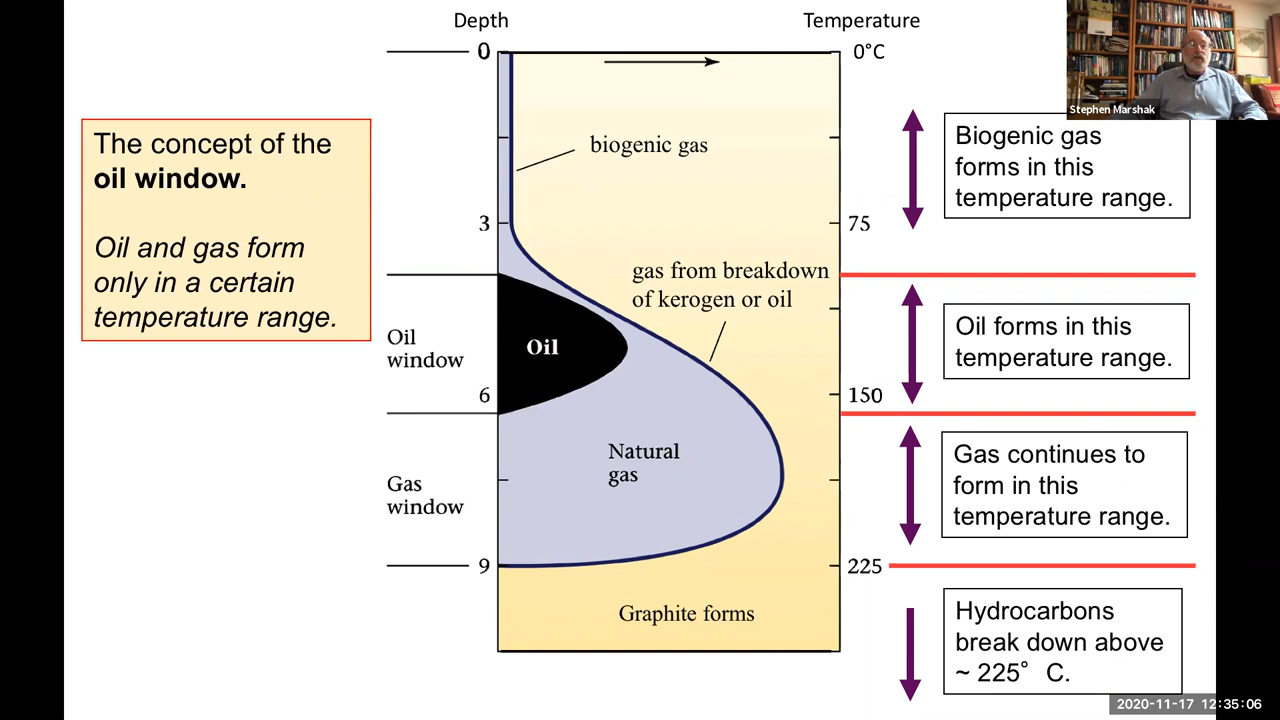 Depth
Temperature
Stephen Marshak
0
0°C
The concept of the
oil window.
Oil and gas form
only in a certain
temperature range.
biogenic gas
Biogenic gas
forms in this
temperature range.
3
75
gas from breakdown
of kerogen or oil
Oil
window
Oil
Oil forms in this
temperature range.
6
150
Natural
gas
Gas
window
Gas continues to
form in this
temperature range.
9
225
Graphite forms
Hydrocarbons
break down above
~ 225° C.
2020-11-17 12:35:06